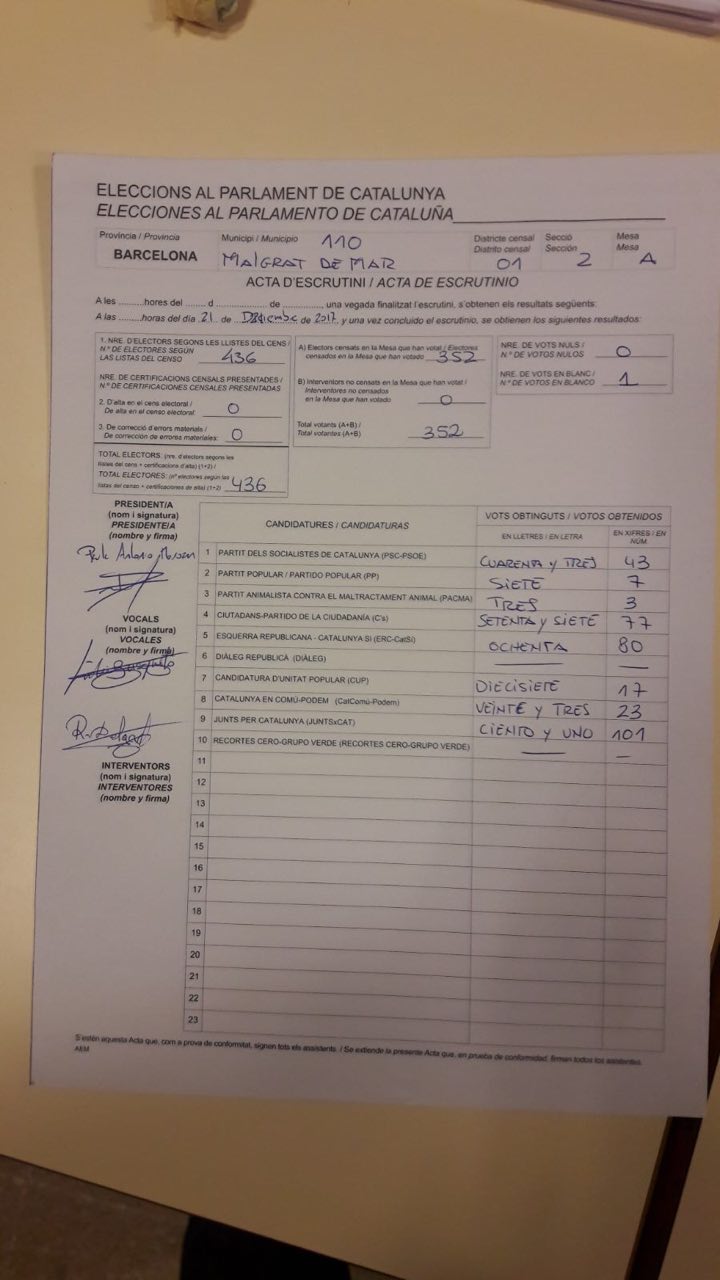 ELECCIONS AL PARLAMENT DE CATALUNYA
ELECCIONES AL PARLAMENTO DE CATALUÑA
Província / Provincia
BARCELONA
Municipi / Municipio 110
MALGRAT DE MAR
Districte censal
Distrito censal
01
Secció
Sección
2
Mesa
Mesa
A
ACTA D'ESCRUTINI / ACTA DE ESCRUTINIO
A les .........hores del ....... d .................. de .............., una vegada finalitzat l'escrutini, s'obtenen els resultats següents:
A las .........horas del día 21 de Diciembre de 2017 y una vez concluido el escrutinio, se obtienen los siguientes resultados:
1. NRE. D'ELECTORS SEGONS LES LLISTES DEL CENS /
N.º DE ELECTORES SEGÚN
LAS LISTAS DEL CENSO 436
NRE. DE CERTIFICACIONS CENSALS PRESENTADES /
N.º DE CERTIFICACIONES CENSALES PRESENTADAS
2. D'alta en el cens electoral /
De alta en el censo electoral: 0
3. De correcció d'errors materials /
De corrección de errores materiales: 0
TOTAL ELECTORS: (nre. d'electors segons les
llistes del cens + certificacions d'alta) (1+2) /
TOTAL ELECTORES: (nº electores según las
listas del censo + certificaciones de alta) (1+2) 436
A) Electors censats en la Mesa que han votat / Electores
censados en la Mesa que han votado 352
B) Interventors no censats en la Mesa que han votat /
Interventores no censados
en la Mesa que han votado 0
Total votants (A+B) /
Total votantes (A+B) 352
NRE. DE VOTS NULS /
N.º DE VOTOS NULOS 0
NRE. DE VOTS EN BLANC /
N.º DE VOTOS EN BLANCO 1
PRESIDENT/A
(nom i signatura)
PRESIDENTE/A
(nombre y firma)
VOCALS
(nom i signatura)
VOCALES
(nombre y firma)
INTERVENTORS
(nom i signatura)
INTERVENTORES
(nombre y firma)
CANDIDATURES / CANDIDATURAS
VOTS OBTINGUTS / VOTOS OBTENIDOS
EN LLETRES / EN LETRA
EN XIFRES / EN NÚM
1 PARTIT DELS SOCIALISTES DE CATALUNYA (PSC-PSOE) CUARENTA y TRES 43
2 PARTIT POPULAR / PARTIDO POPULAR (PP) SIETE 7
3 PARTIT ANIMALISTA CONTRA EL MALTRACTAMENT ANIMAL (PACMA) TRES 3
4 CIUTADANS-PARTIDO DE LA CIUDADANÍA (C's) SETENTA y SIETE 77
5 ESQUERRA REPUBLICANA - CATALUNYA SÍ (ERC-CatSí) OCHENTA 80
6 DIÀLEG REPUBLICÀ (DIÀLEG) — —
7 CANDIDATURA D'UNITAT POPULAR (CUP) DIECISIETE 17
8 CATALUNYA EN COMÚ-PODEM (CatComú-Podem) VEINTE y TRES 23
9 JUNTS PER CATALUNYA (JUNTSxCAT) CIENTO y UNO 101
10 RECORTES CERO-GRUPO VERDE (RECORTES CERO-GRUPO VERDE) — —
11
12
13
14
15
16
17
18
19
20
21
22
23
S'estén aquesta Acta que, com a prova de conformitat, signen tots els assistents. / Se extiende la presente Acta que, en prueba de conformidad, firman todos los asistentes.
AEM